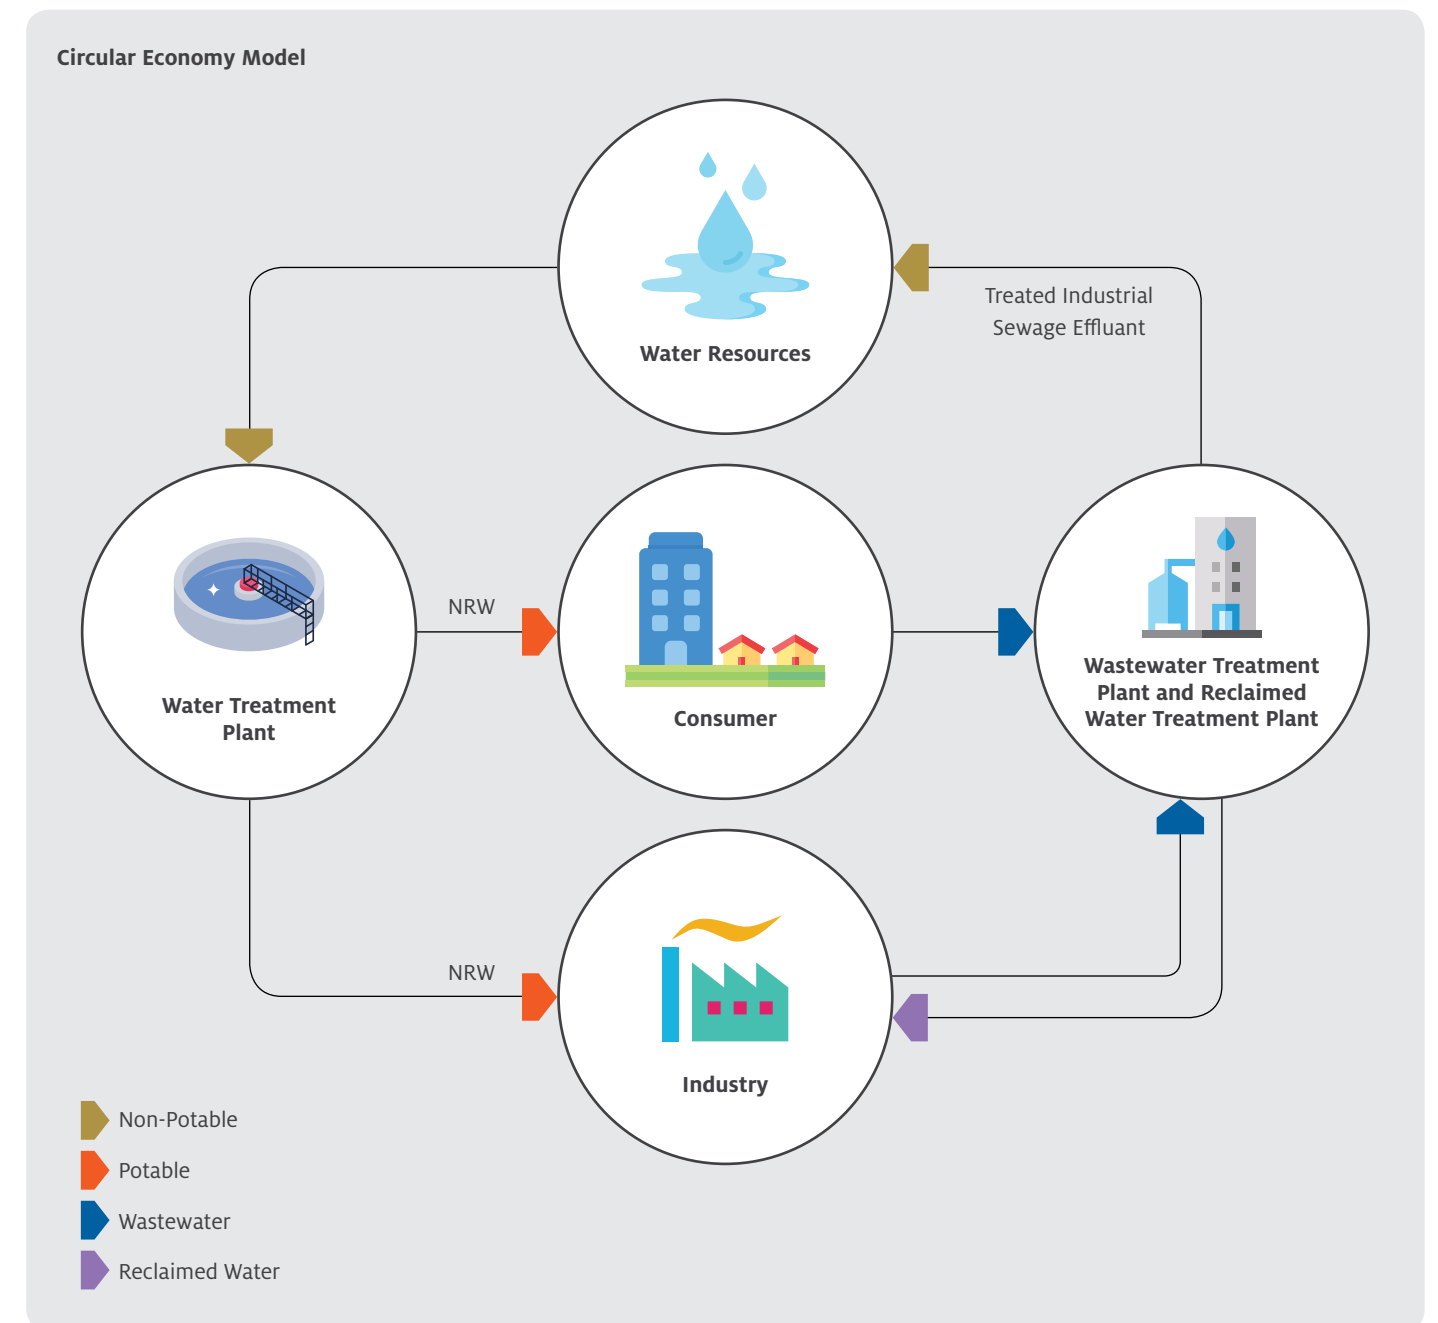 Circular Economy Model
Water Resources
Treated Industrial
Sewage Effluant
Water Treatment
Plant
NRW
Consumer
Wastewater Treatment
Plant and Reclaimed
Water Treatment Plant
NRW
Industry
Non-Potable
Potable
Wastewater
Reclaimed Water